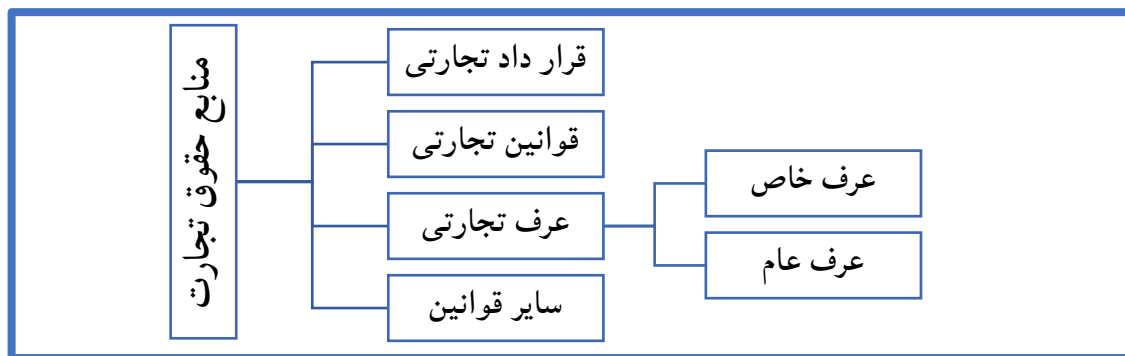 منابع حقوق تجارت
قرار داد تجارتی
قوانین تجارتی
عرف تجارتی
سایر قوانین
عرف خاص
عرف عام